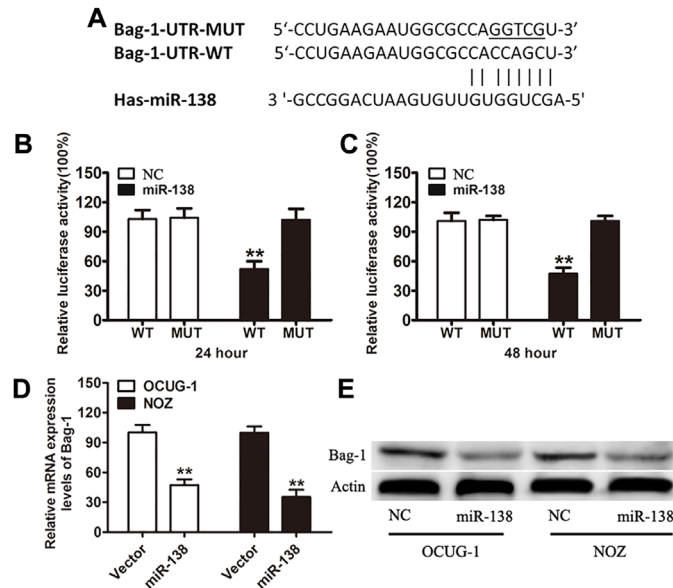 A
Bag-1-UTR-MUT 5‘-CCUGAAGAAUGGCGCCAGGTCGU-3’
Bag-1-UTR-WT 5‘-CCUGAAGAAUGGCGCCACCAGCU-3’
Has-miR-138 3 '-GCCGGACUAAGUGUUGUGGUCGA-5'
B
Relative luciferase activity(100%)
150
120
90
60
30
0
NC
miR-138
**
WT MUT WT MUT
24 hour
C
Relative luciferase activity(100%)
150
120
90
60
30
0
NC
miR-138
**
WT MUT WT MUT
48 hour
D
Relative mRNA expression
levels of Bag-1
150
100
90
60
30
0
OCUG-1
NOZ
** **
Vector miR-138 Vector miR-138
E
Bag-1
Actin
NC miR-138 NC miR-138
OCUG-1 NOZ